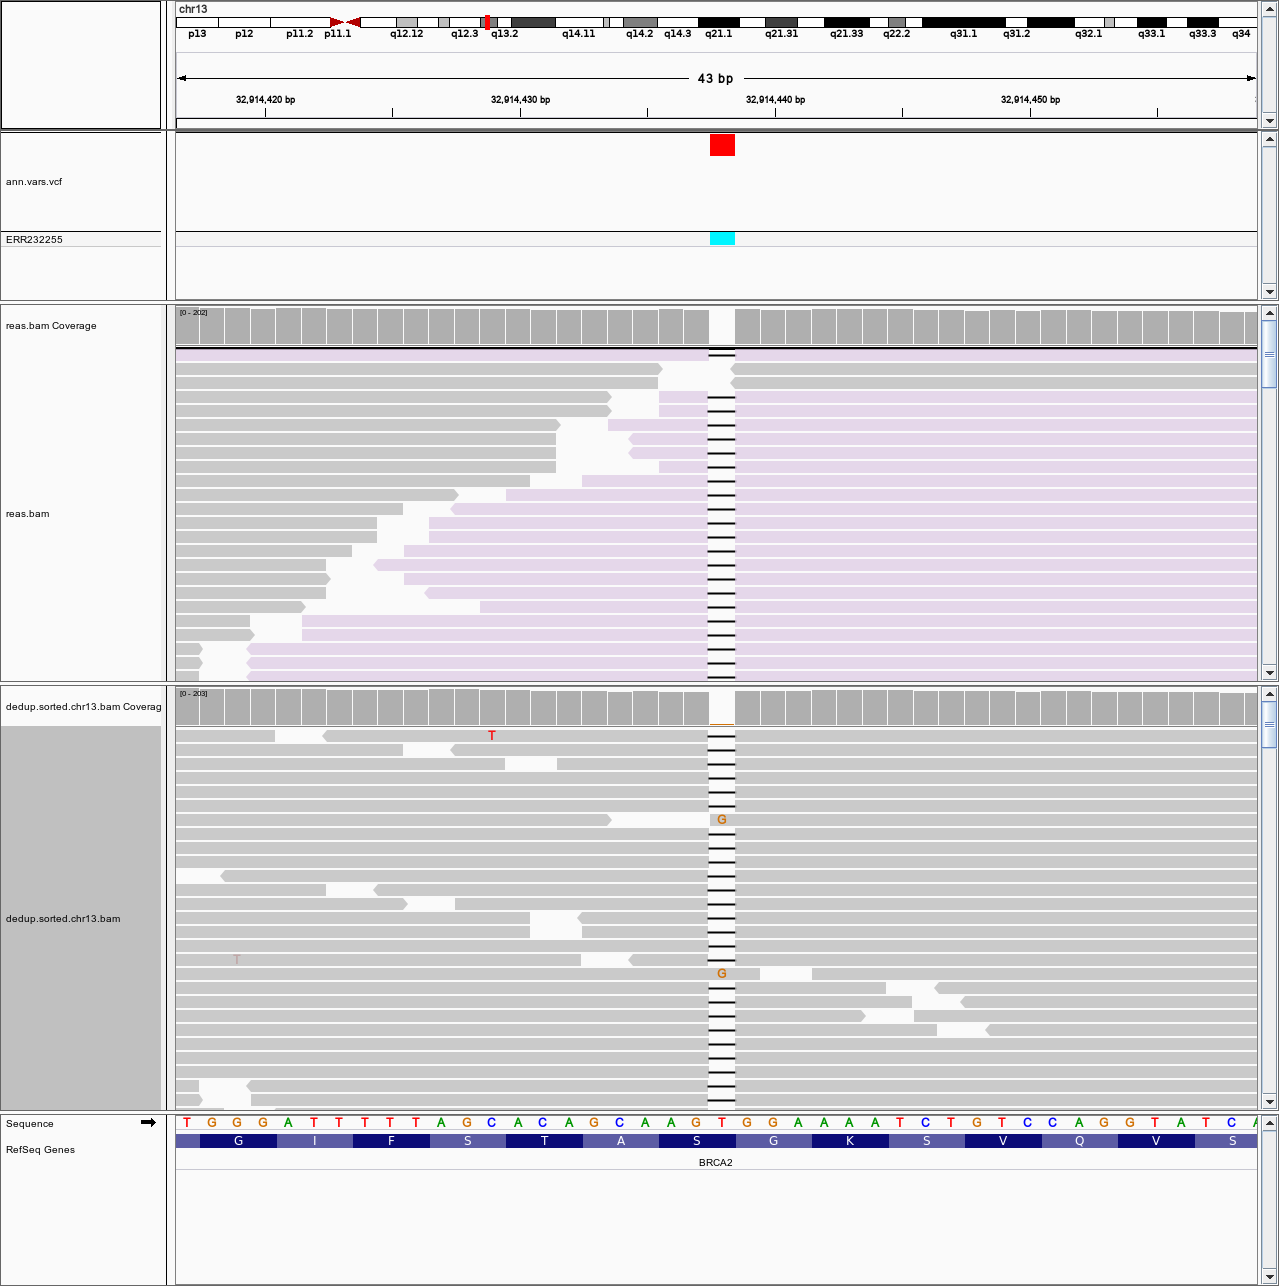 chr13
p13 p12 p11.2 p11.1 q12.12 q12.3 q13.2 q14.11 q14.2 q14.3 q21.1 q21.31 q21.33 q22.2 q31.1 q31.2 q32.1 q33.1 q33.3 q34
43 bp
32,914,420 bp 32,914,430 bp 32,914,440 bp 32,914,450 bp
ann.vars.vcf
ERR232255
[0 - 202]
reas.bam Coverage
reas.bam
[0 - 203]
dedup.sorted.chr13.bam Coverag
T
G
dedup.sorted.chr13.bam
T
G
Sequence T G G G A T T T T T A G C A C A G C A A G T G G A A A A T C T G T C C A G G T A T C A
RefSeq Genes G I F S T A S G K S V Q V S
BRCA2